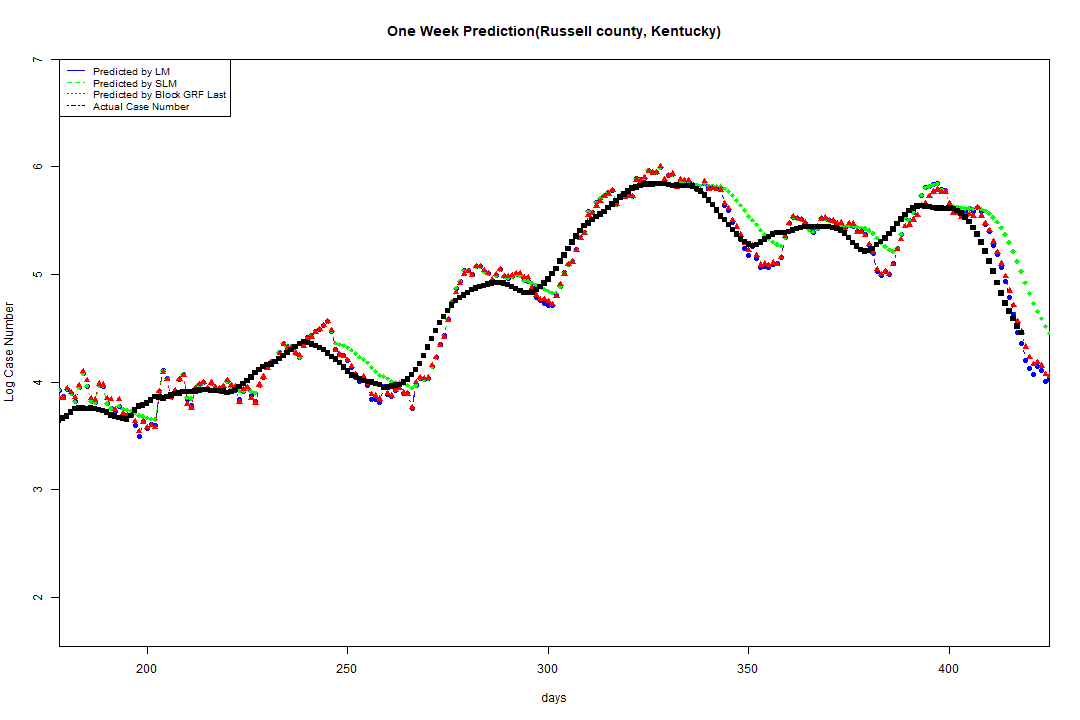 One Week Prediction(Russell county, Kentucky)
Predicted by LM
Predicted by SLM
Predicted by Block GRF Last
Actual Case Number
7
6
5
4
3
2
Log Case Number
200
250
300
350
400
days